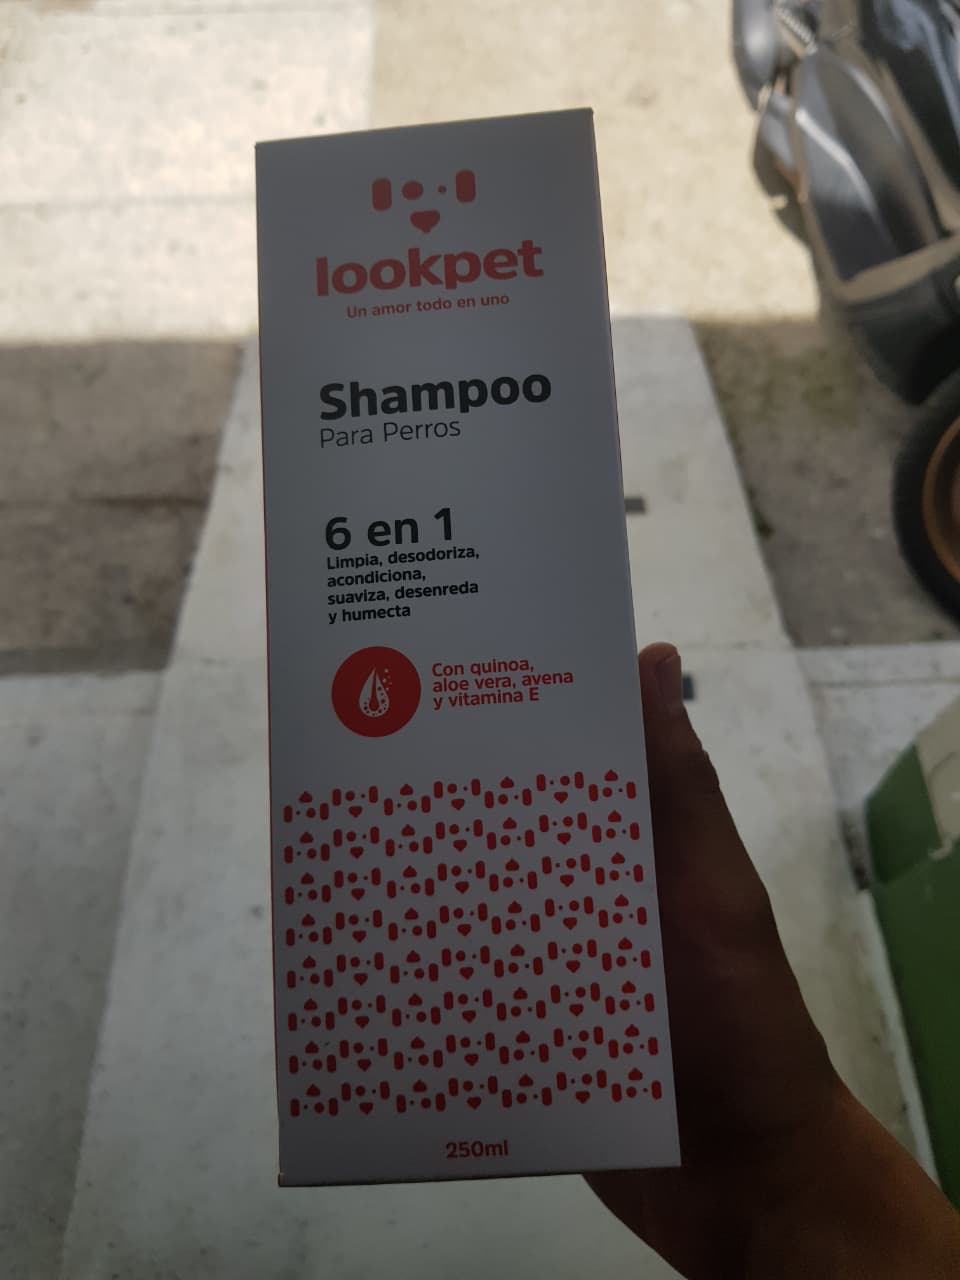 lookpet
Un amor todo en uno
Shampoo
Para Perros
6 en 1
Limpia, desodoriza,
acondiciona,
suaviza, desenreda
y humecta
Con quinoa,
aloe vera, avena
y vitamina E
250ml